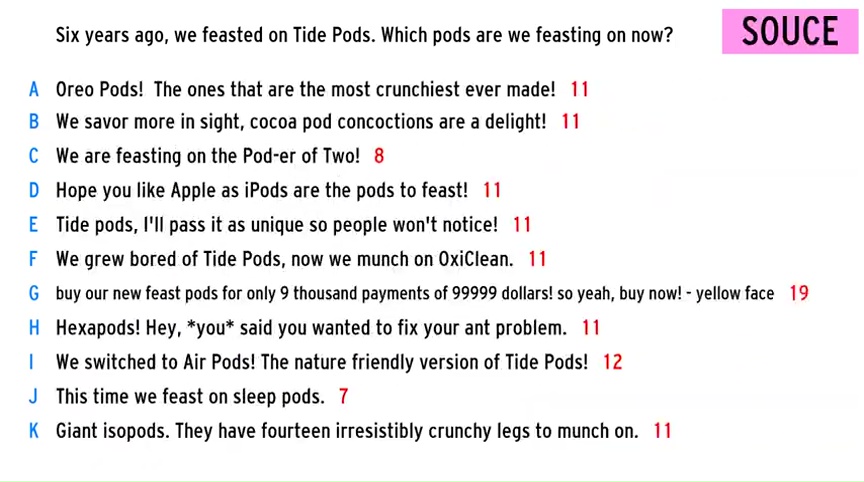 Six years ago, we feasted on Tide Pods. Which pods are we feasting on now?
SOUCE
A Oreo Pods! The ones that are the most crunchiest ever made! 11
B We savor more in sight, cocoa pod concoctions are a delight! 11
C We are feasting on the Pod-er of Two! 8
D Hope you like Apple as iPods are the pods to feast! 11
E Tide pods, I'll pass it as unique so people won't notice! 11
F We grew bored of Tide Pods, now we munch on OxiClean. 11
G buy our new feast pods for only 9 thousand payments of 99999 dollars! so yeah, buy now! - yellow face 19
H Hexapods! Hey, *you* said you wanted to fix your ant problem. 11
I We switched to Air Pods! The nature friendly version of Tide Pods! 12
J This time we feast on sleep pods. 7
K Giant isopods. They have fourteen irresistibly crunchy legs to munch on. 11